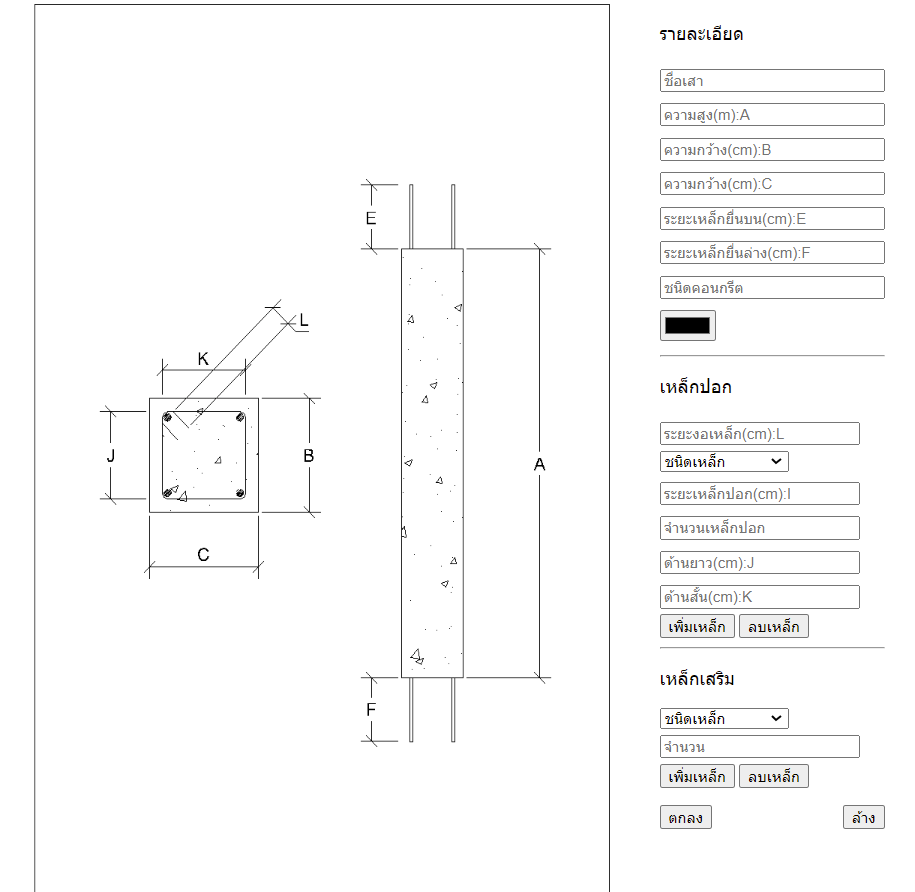 E
L
K
J
B
A
C
F
รายละเอียด
ชื่อเสา
ความสูง(m):A
ความกว้าง(cm):B
ความกว้าง(cm):C
ระยะเหล็กยื่นบน(cm):E
ระยะเหล็กยื่นล่าง(cm):F
ชนิดคอนกรีต
เหล็กปอก
ระยะงอเหล็ก(cm):L
ชนิดเหล็ก
ระยะเหล็กปอก(cm):I
จำนวนเหล็กปอก
ด้านยาว(cm):J
ด้านสั้น(cm):K
เพิ่มเหล็ก ลบเหล็ก
เหล็กเสริม
ชนิดเหล็ก
จำนวน
เพิ่มเหล็ก ลบเหล็ก
ตกลง ล้าง